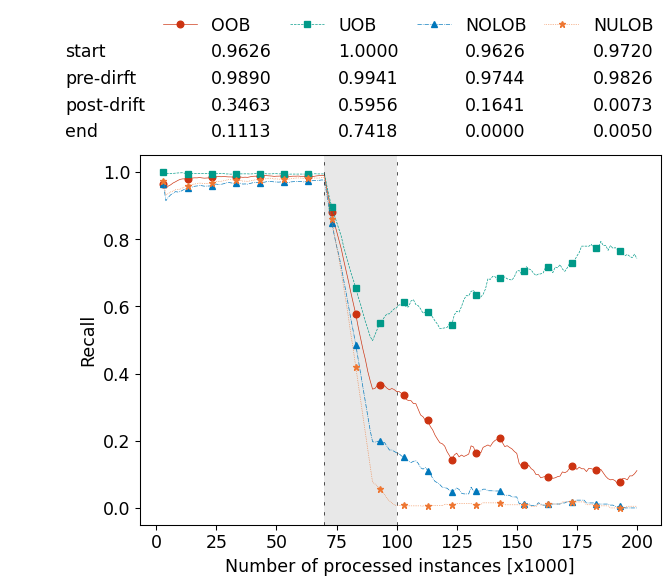 OOB UOB NOLOB NULOB
start 0.9626 1.0000 0.9626 0.9720
pre-dirft 0.9890 0.9941 0.9744 0.9826
post-drift 0.3463 0.5956 0.1641 0.0073
end 0.1113 0.7418 0.0000 0.0050
1.0
0.8
0.6
0.4
0.2
0.0
Recall
0 25 50 75 100 125 150 175 200
Number of processed instances [x1000]